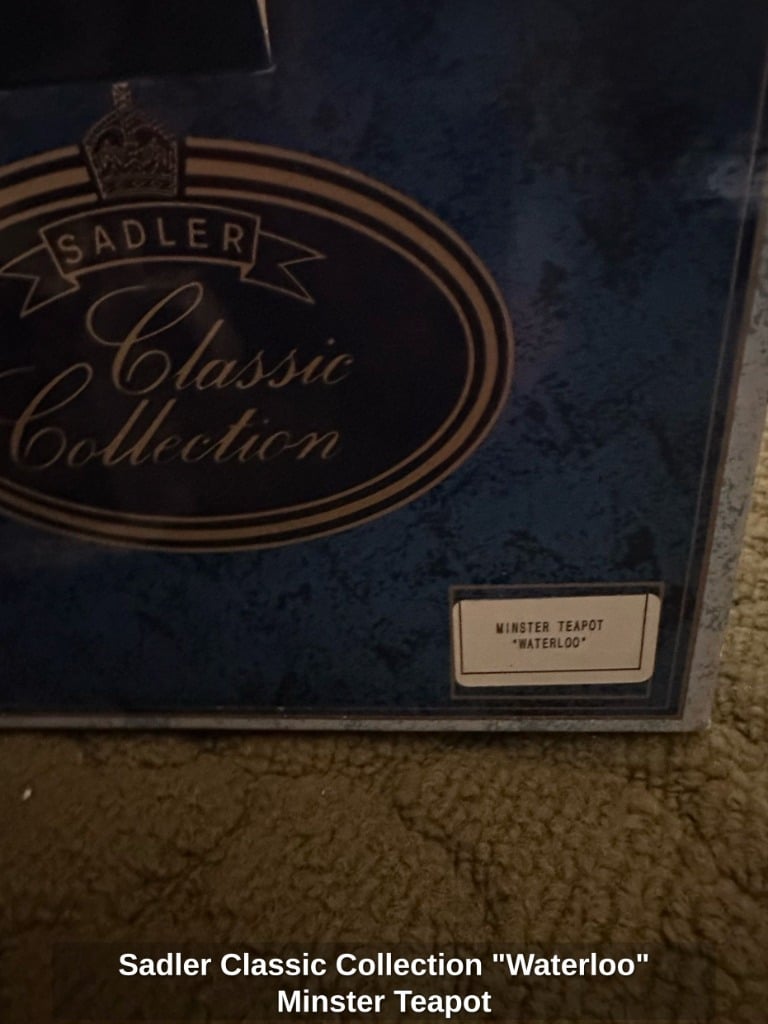 SADLER
Classic
Collection
MINSTER TEAPOT
"WATERLOO"
Sadler Classic Collection "Waterloo"
Minster Teapot